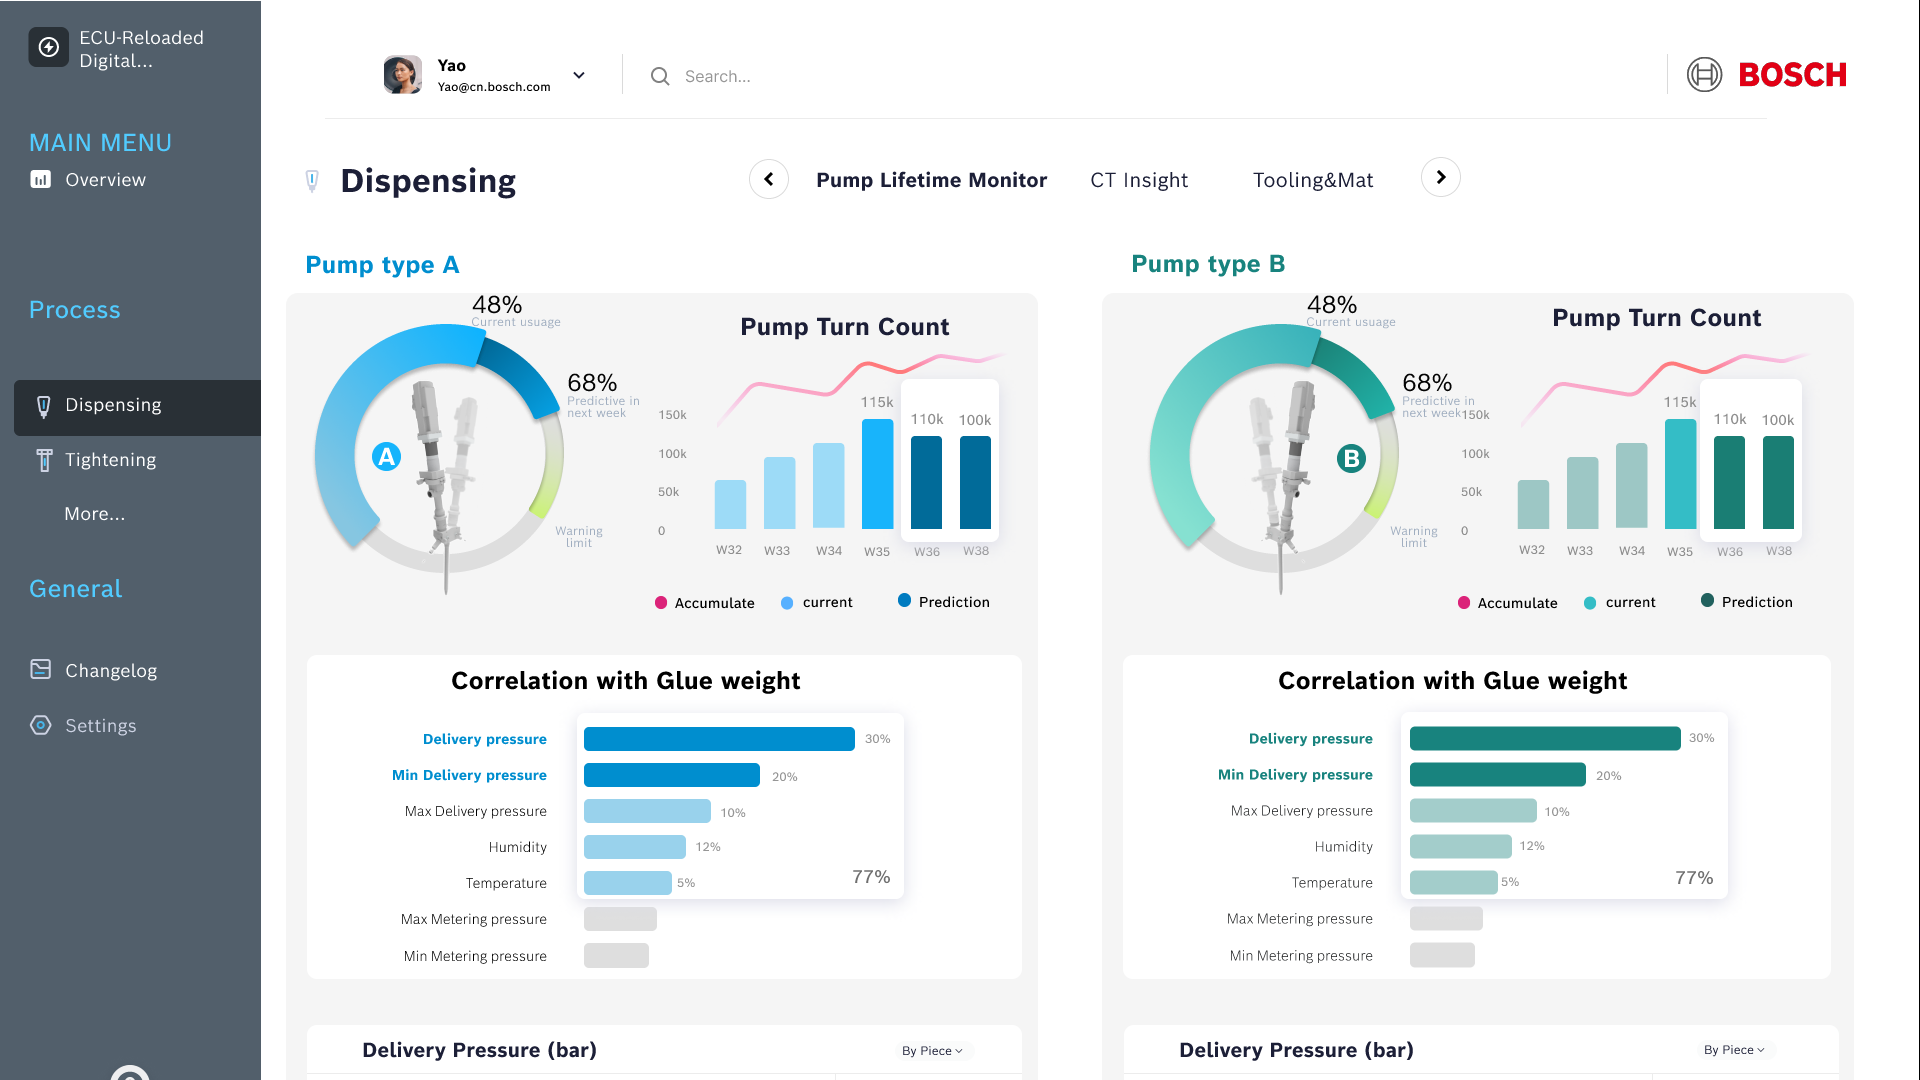 ECU-Reloaded
Digital...
MAIN MENU
Overview
Process
Dispensing
Tightening
More...
General
Changelog
Settings
Yao
Yao@cn.bosch.com
Search...
BOSCH
Dispensing
Pump Lifetime Monitor
CT Insight
Tooling&Mat
Pump type A
48%
Current usuage
68%
Predictive in
next week
A
Warning
limit
Pump Turn Count
150k
100k
50k
0
115k
110k
100k
W32
W33
W34
W35
W36
W38
Accumulate
current
Prediction
Correlation with Glue weight
Delivery pressure
30%
Min Delivery pressure
20%
Max Delivery pressure
10%
Humidity
12%
Temperature
5%
77%
Max Metering pressure
Min Metering pressure
Delivery Pressure (bar)
By Piece
Pump type B
48%
Current usuage
68%
Predictive in
next week
B
Warning
limit
Pump Turn Count
150k
100k
50k
0
115k
110k
100k
W32
W33
W34
W35
W36
W38
Accumulate
current
Prediction
Correlation with Glue weight
Delivery pressure
30%
Min Delivery pressure
20%
Max Delivery pressure
10%
Humidity
12%
Temperature
5%
77%
Max Metering pressure
Min Metering pressure
Delivery Pressure (bar)
By Piece